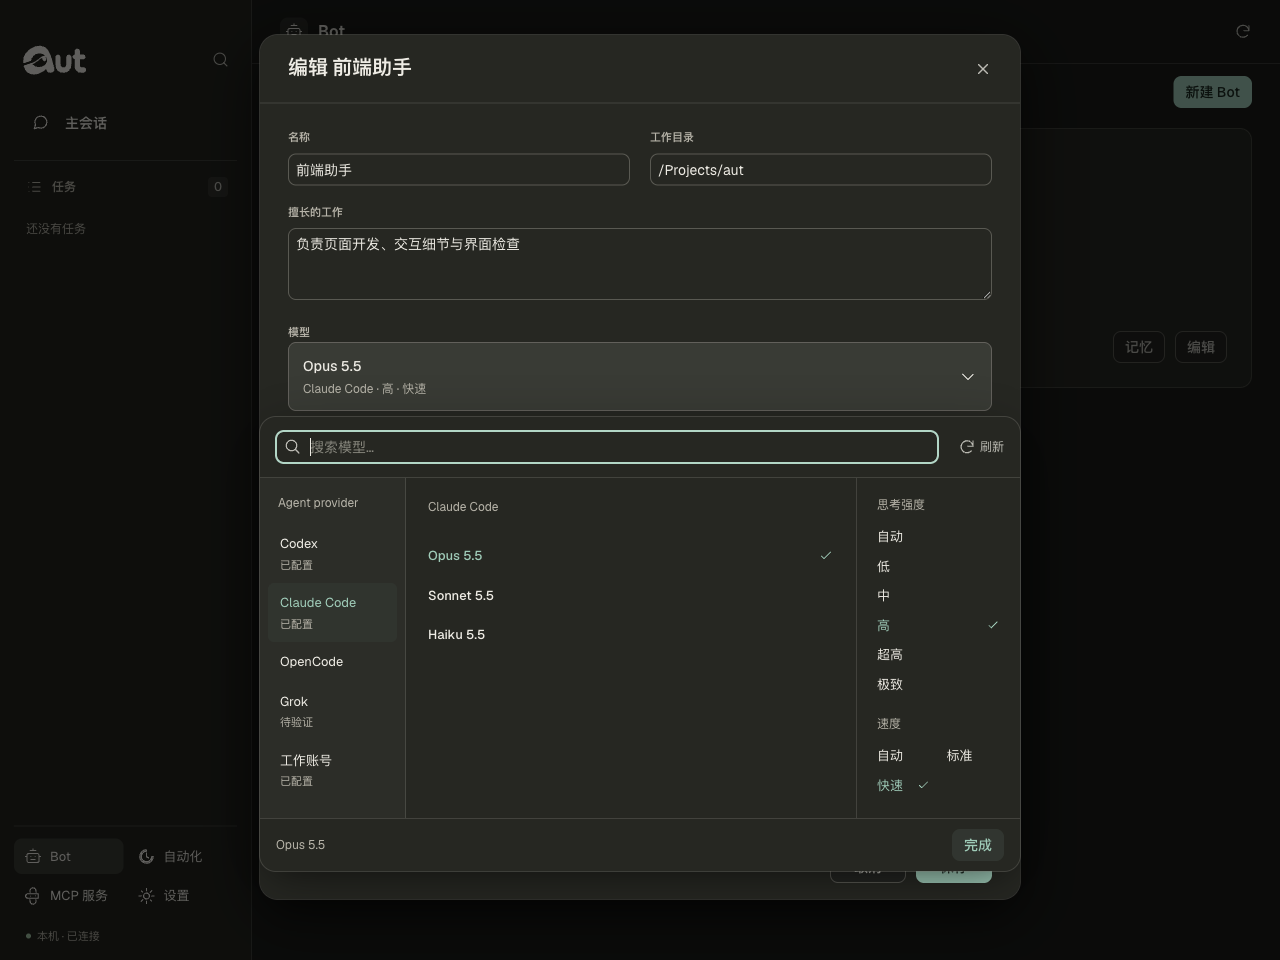 Aut
主会话
任务
0
还没有任务
Bot
自动化
MCP 服务
设置
本机 · 已连接
Bot
新建 Bot
记忆
编辑
编辑 前端助手
名称
前端助手
工作目录
/Projects/aut
擅长的工作
负责页面开发、交互细节与界面检查
模型
Opus 5.5
Claude Code · 高 · 快速
搜索模型...
刷新
Agent provider
Codex
已配置
Claude Code
已配置
OpenCode
Grok
待验证
工作账号
已配置
Claude Code
Opus 5.5
Sonnet 5.5
Haiku 5.5
思考强度
自动
低
中
高
超高
极致
速度
自动
标准
快速
Opus 5.5
完成